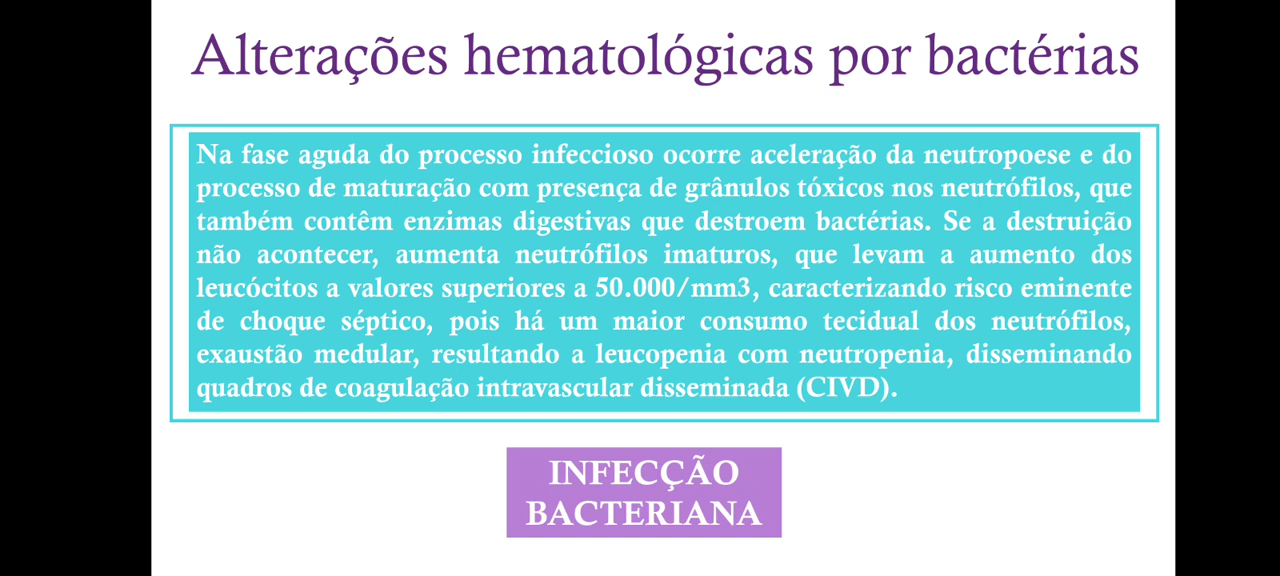 Alterações hematológicas por bactérias
Na fase aguda do processo infeccioso ocorre aceleração da neutropoese e do
processo de maturação com presença de grânulos tóxicos nos neutrófilos, que
também contêm enzimas digestivas que destroem bactérias. Se a destruição
não acontecer, aumenta neutrófilos imaturos, que levam a aumento dos
leucócitos a valores superiores a 50.000/mm3, caracterizando risco eminente
de choque séptico, pois há um maior consumo tecidual dos neutrófilos,
exaustão medular, resultando a leucopenia com neutropenia, disseminando
quadros de coagulação intravascular disseminada (CIVD).
INFECÇÃO
BACTERIANA